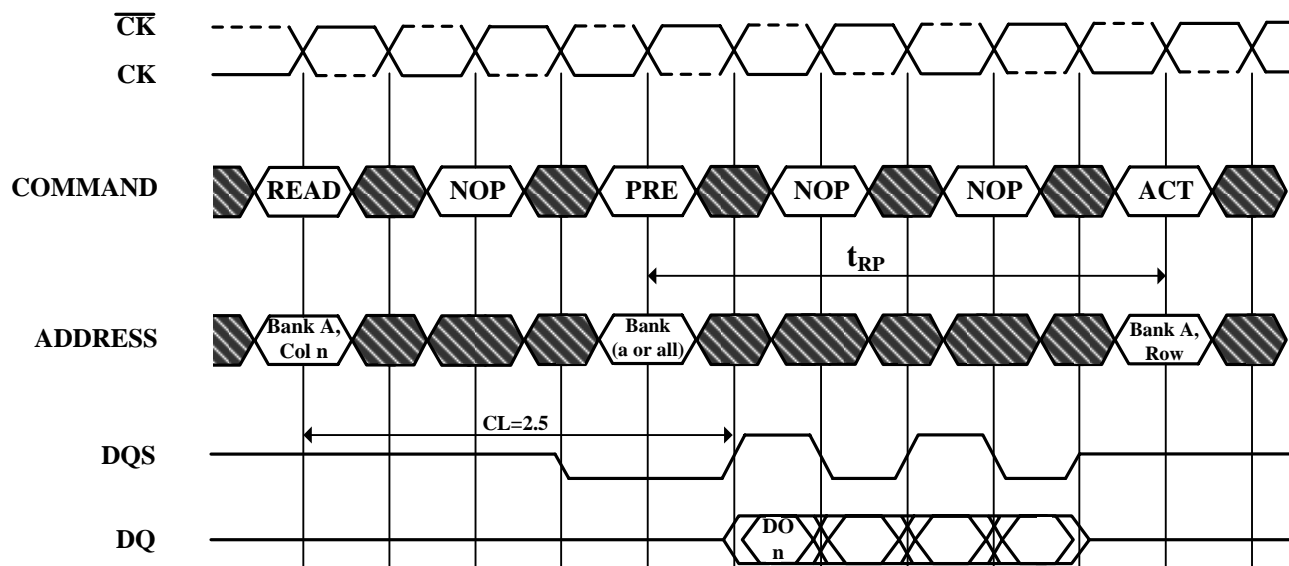 CK
CK
COMMAND
READ
NOP
PRE
NOP
NOP
ACT
tRP
ADDRESS
Bank A,
Col n
Bank
(a or all)
Bank A,
Row
CL=2.5
DQS
DQ
DO
n